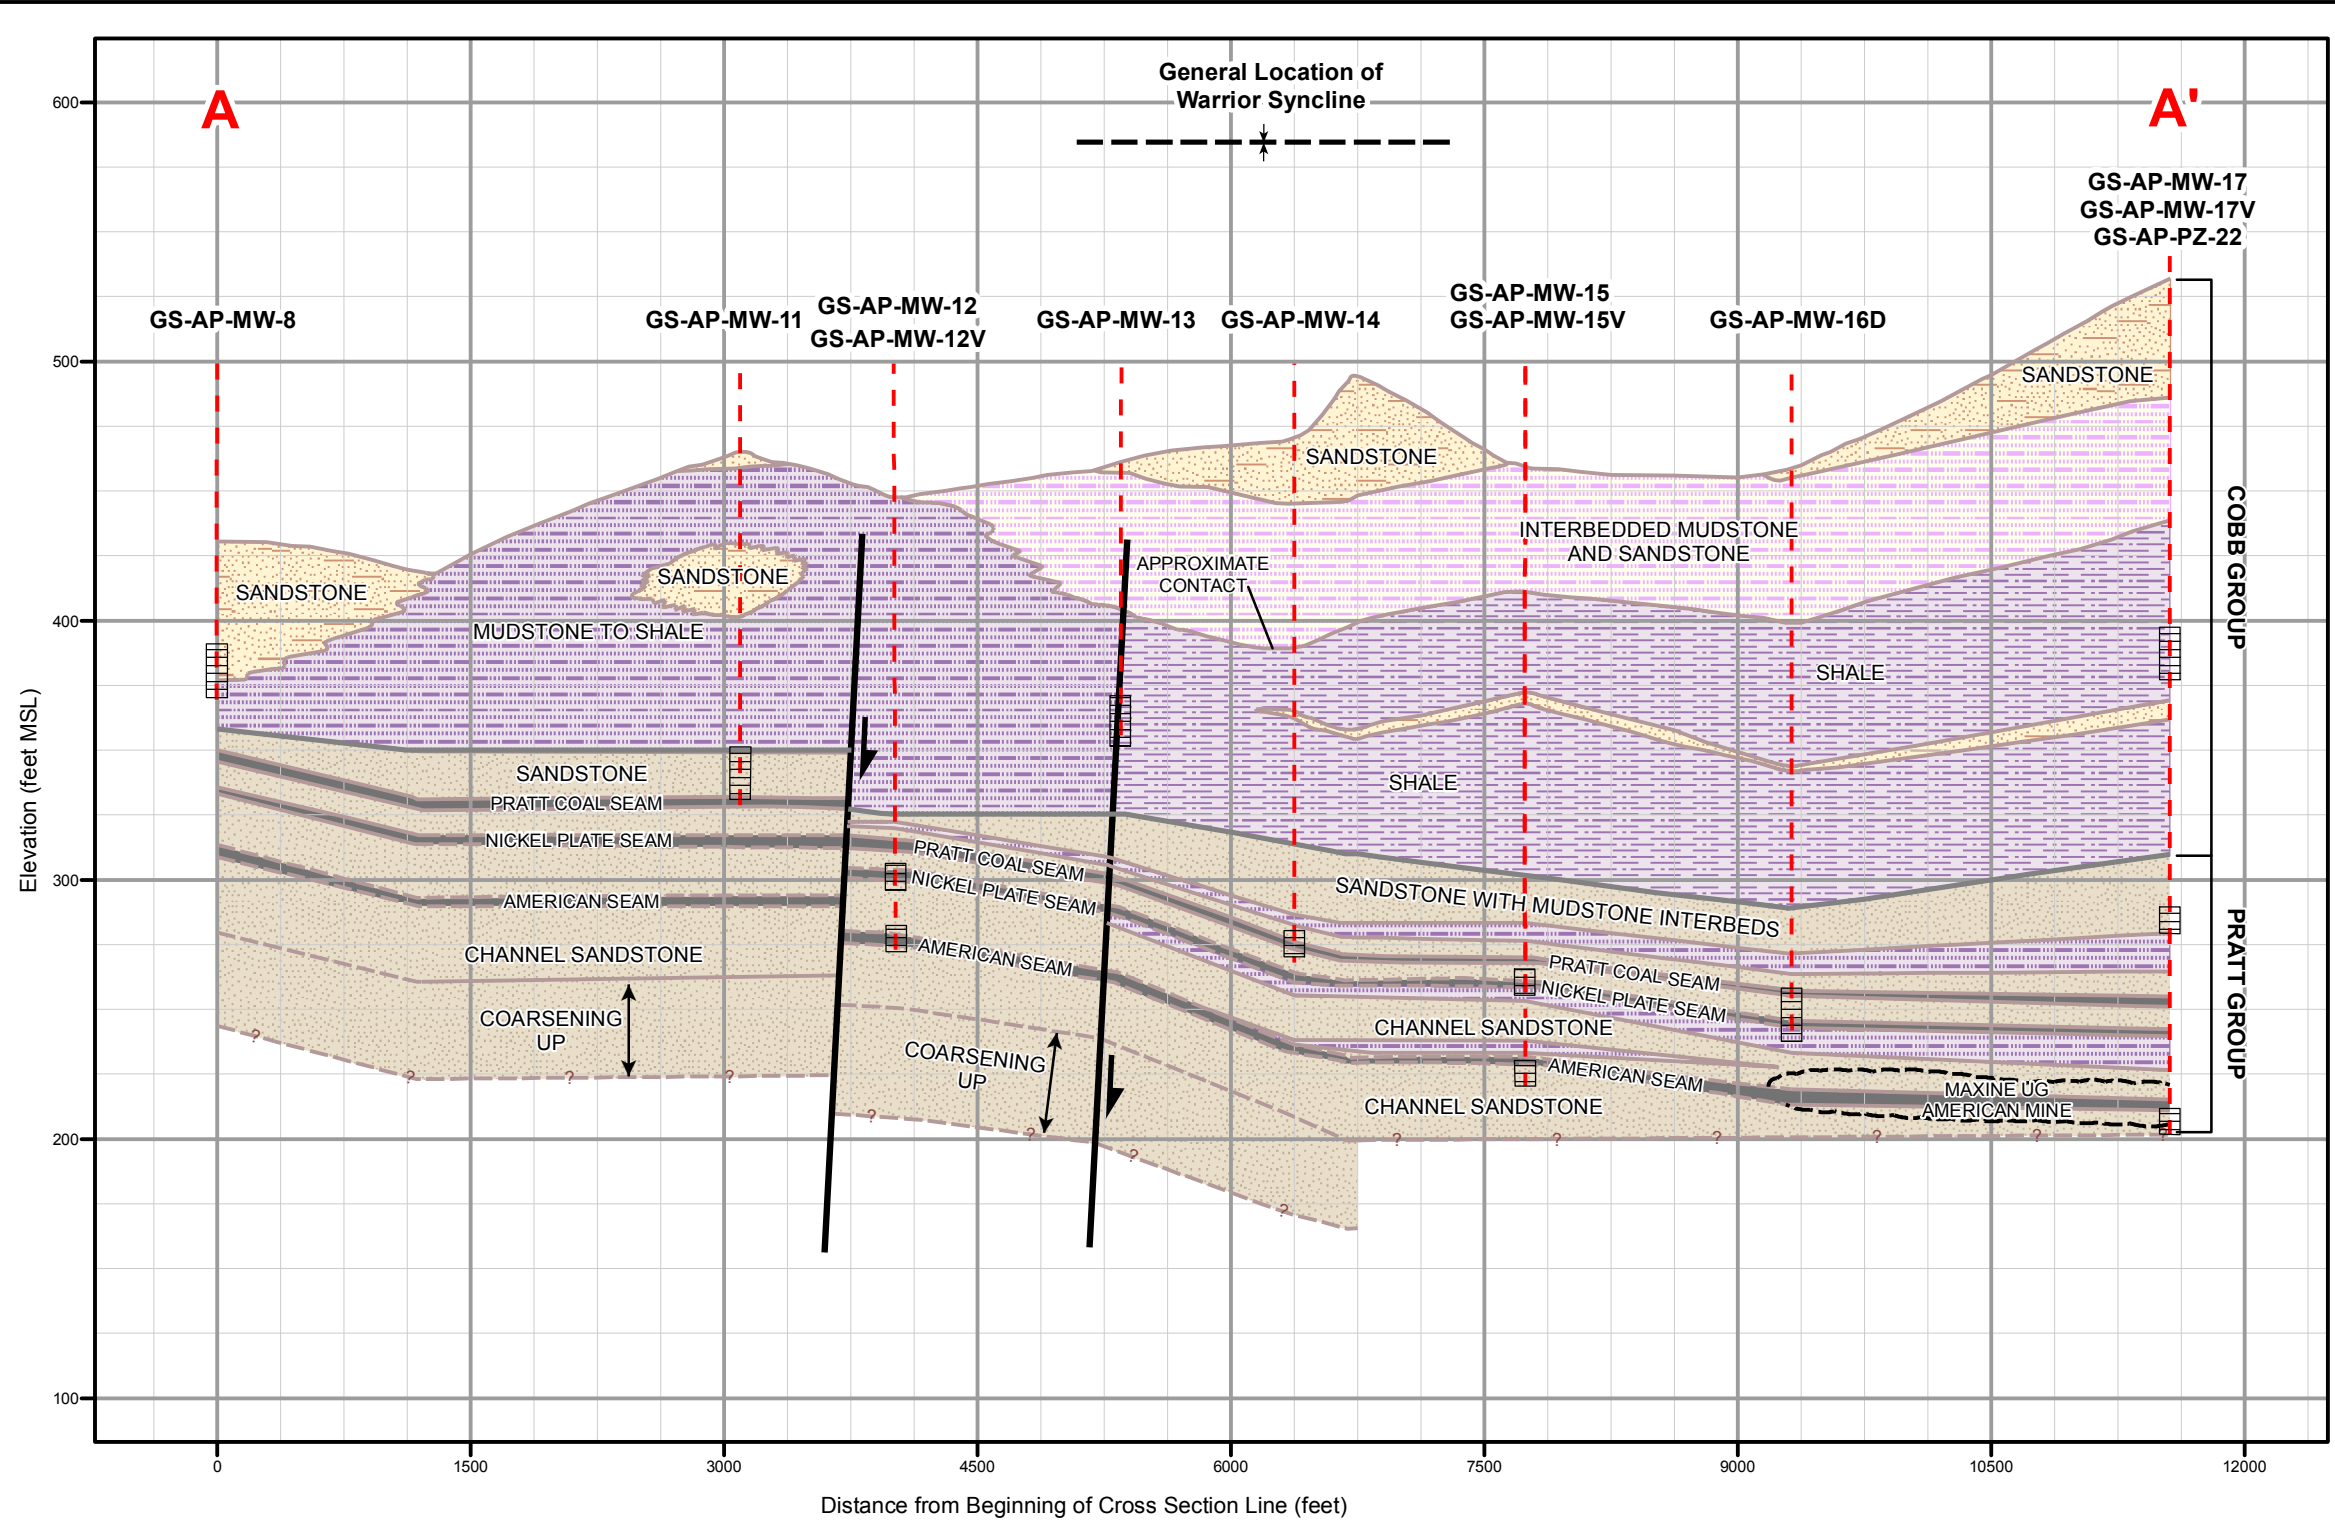 General Location of
Warrior Syncline
A
A'
GS-AP-MW-17
GS-AP-MW-17V
GS-AP-PZ-22
GS-AP-MW-8
GS-AP-MW-11
GS-AP-MW-12
GS-AP-MW-12V
GS-AP-MW-13
GS-AP-MW-14
GS-AP-MW-15
GS-AP-MW-15V
GS-AP-MW-16D
600
500
400
300
200
100
Elevation (feet MSL)
SANDSTONE
SANDSTONE
SANDSTONE
SANDSTONE
MUDSTONE TO SHALE
INTERBEDDED MUDSTONE
AND SANDSTONE
APPROXIMATE
CONTACT
SHALE
SHALE
COBB GROUP
SANDSTONE
PRATT COAL SEAM
NICKEL PLATE SEAM
AMERICAN SEAM
CHANNEL SANDSTONE
COARSENING
UP
PRATT COAL SEAM
NICKEL PLATE SEAM
AMERICAN SEAM
COARSENING
UP
SANDSTONE WITH MUDSTONE INTERBEDS
PRATT COAL SEAM
NICKEL PLATE SEAM
CHANNEL SANDSTONE
AMERICAN SEAM
CHANNEL SANDSTONE
MAXINE UG
AMERICAN MINE
PRATT GROUP
?
?
?
?
?
?
?
?
?
?
?
?
?
0
1500
3000
4500
6000
7500
9000
10500
12000
Distance from Beginning of Cross Section Line (feet)